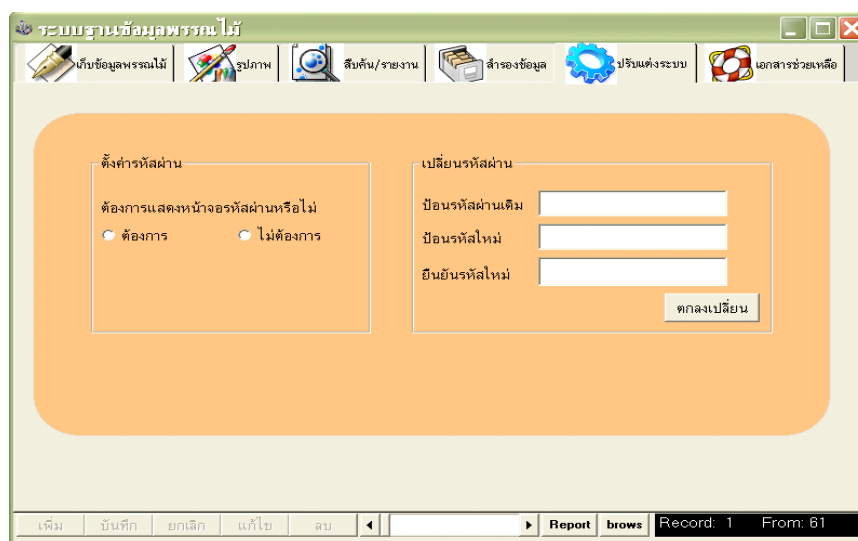 ระบบฐานข้อมูลพรรณไม้
เก็บข้อมูลพรรณไม้ รูปภาพ สืบค้น/รายงาน สำรองข้อมูล ปรับแต่งระบบ เอกสารช่วยเหลือ
ตั้งค่ารหัสผ่าน
ต้องการแสดงหน้าจอรหัสผ่านหรือไม่
ต้องการ ไม่ต้องการ
เปลี่ยนรหัสผ่าน
ป้อนรหัสผ่านเดิม
ป้อนรหัสใหม่
ยืนยันรหัสใหม่
ตกลงเปลี่ยน
เพิ่ม บันทึก ยกเลิก แก้ไข ลบ Report brows Record: 1 From: 61